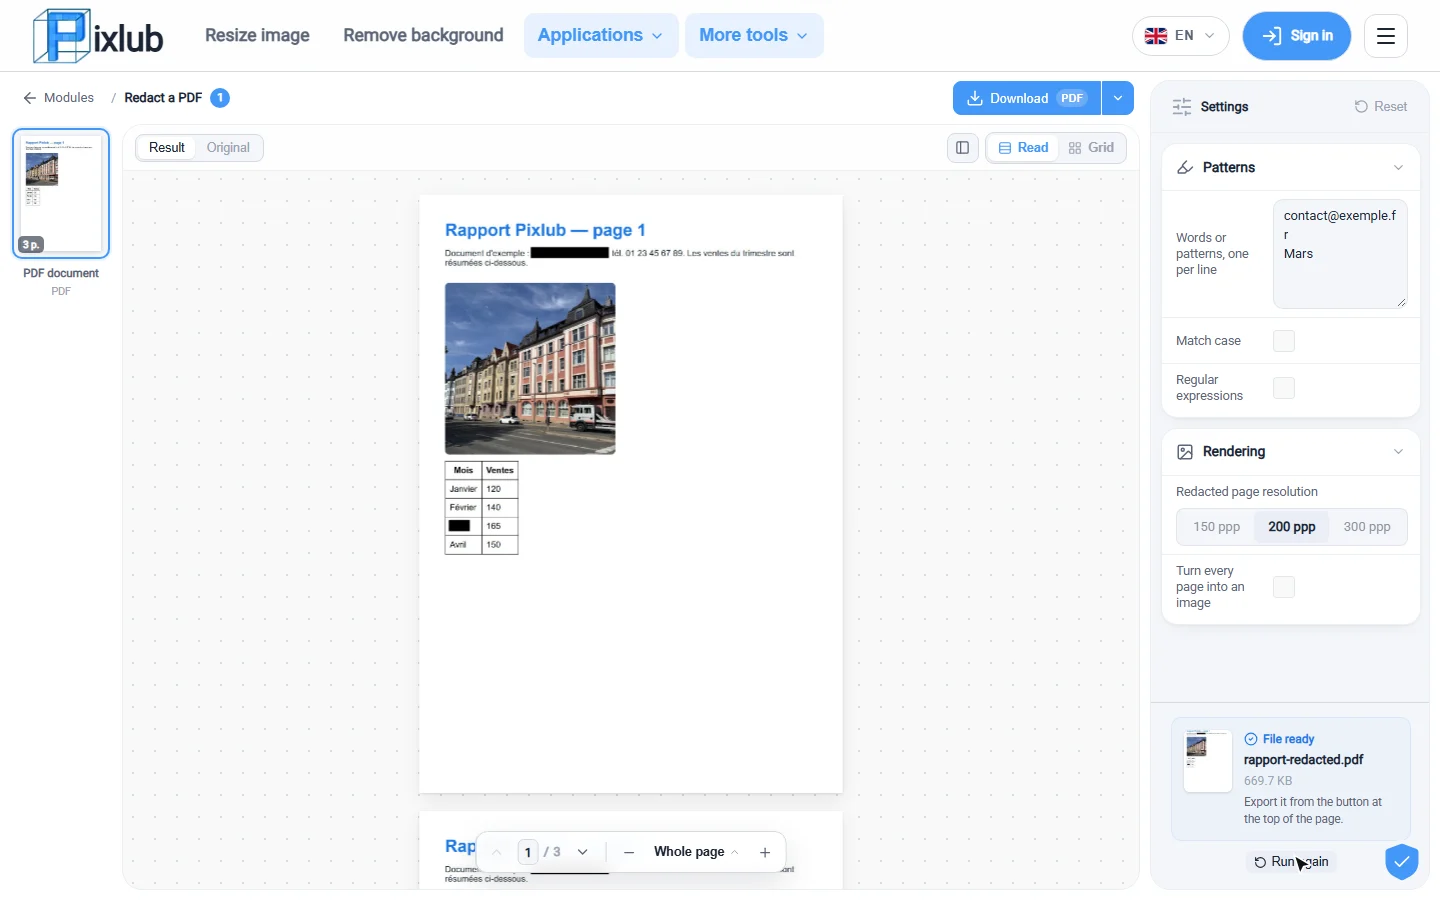 Pixlub
Resize image
Remove background
Applications
More tools
EN
Sign in
Modules / Redact a PDF 1
Download PDF
Settings
Reset
3 p.
PDF document
PDF
Result
Original
Read
Grid
Rapport Pixlub — page 1
Document d'exemple : tél. 01 23 45 67 89. Les ventes du trimestre sont
résumées ci-dessous.
Mois Ventes
Janvier 120
Février 140
165
Avril 150
Rap
résumées ci-dessous.
1 / 3
Whole page
Patterns
Words or
patterns, one
per line
contact@exemple.f
r
Mars
Match case
Regular
expressions
Rendering
Redacted page resolution
150 ppp
200 ppp
300 ppp
Turn every
page into an
image
File ready
rapport-redacted.pdf
669.7 KB
Export it from the button at
the top of the page.
Run again